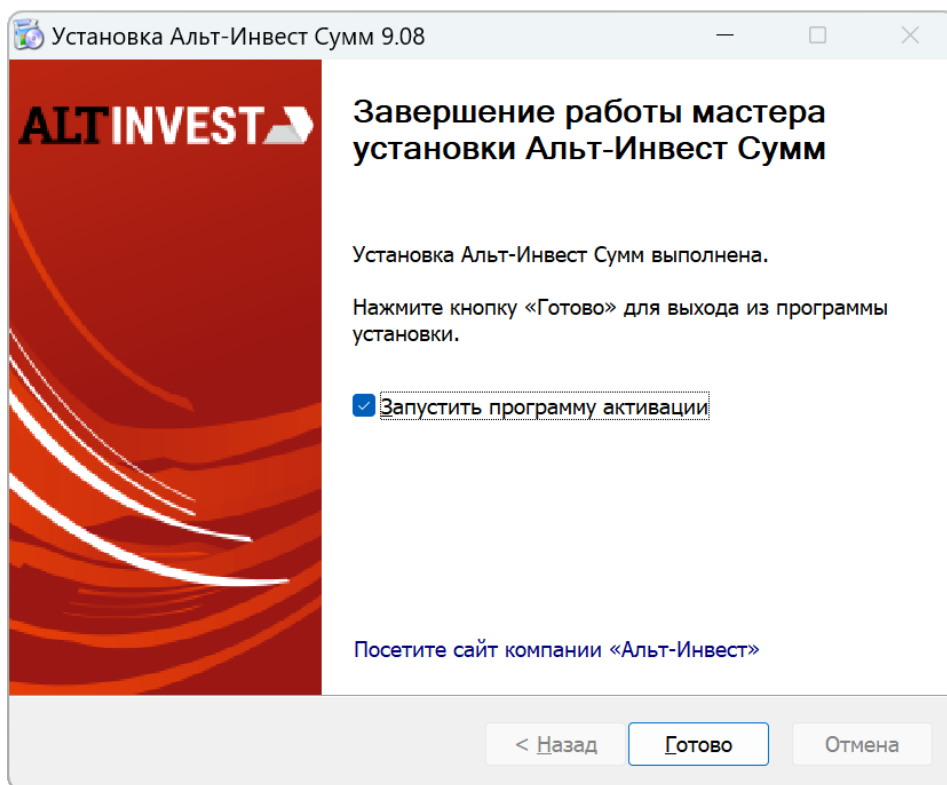 Установка Альт-Инвест Сумм 9.08
ALTINVEST
Завершение работы мастера
установки Альт-Инвест Сумм
Установка Альт-Инвест Сумм выполнена.
Нажмите кнопку «Готово» для выхода из программы
установки.
Запустить программу активации
Посетите сайт компании «Альт-Инвест»
< Назад
Готово
Отмена